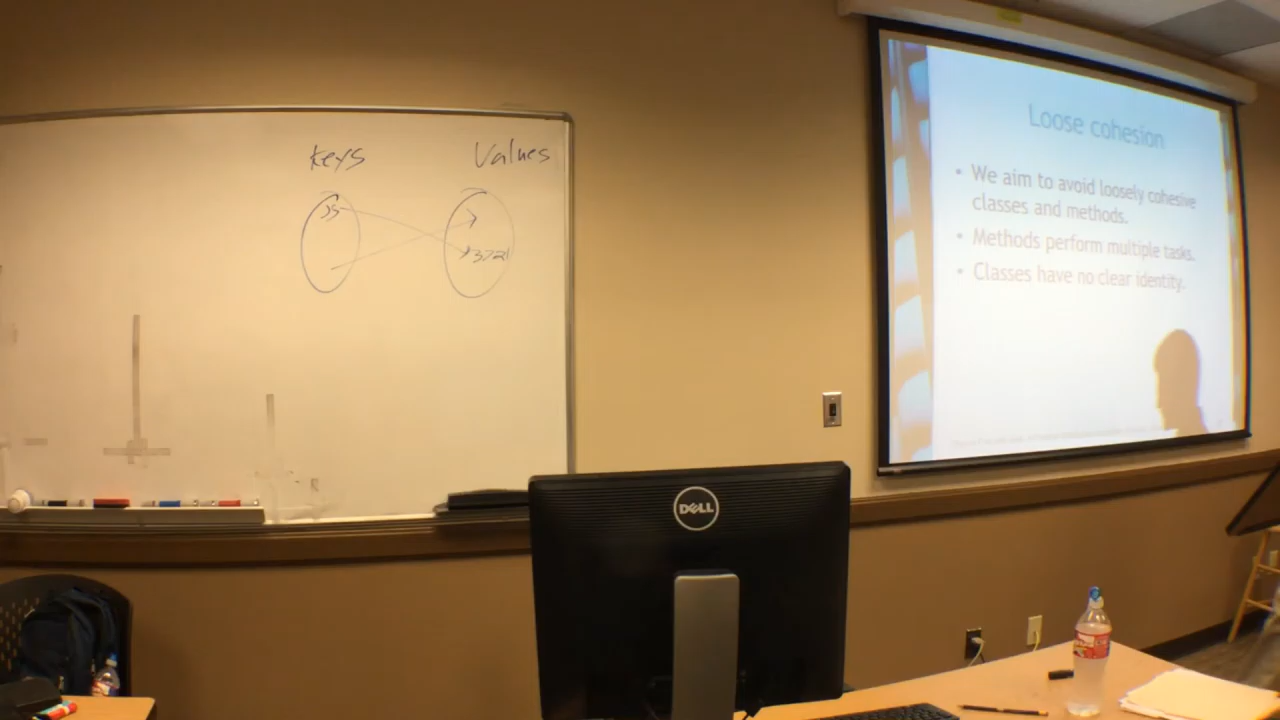 Keys
Values
35
3721
DELL
Loose cohesion
• We aim to avoid loosely cohesive
classes and methods.
• Methods perform multiple tasks.
• Classes have no clear identity.